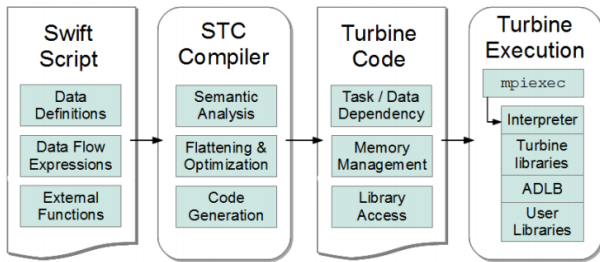 Swift
Script
Data
Definitions
Data Flow
Expressions
External
Functions
STC
Compiler
Semantic
Analysis
Flattening &
Optimization
Code
Generation
Turbine
Code
Task / Data
Dependency
Memory
Management
Library
Access
Turbine
Execution
mpiexec
Interpreter
Turbine
libraries
ADLB
User
Libraries